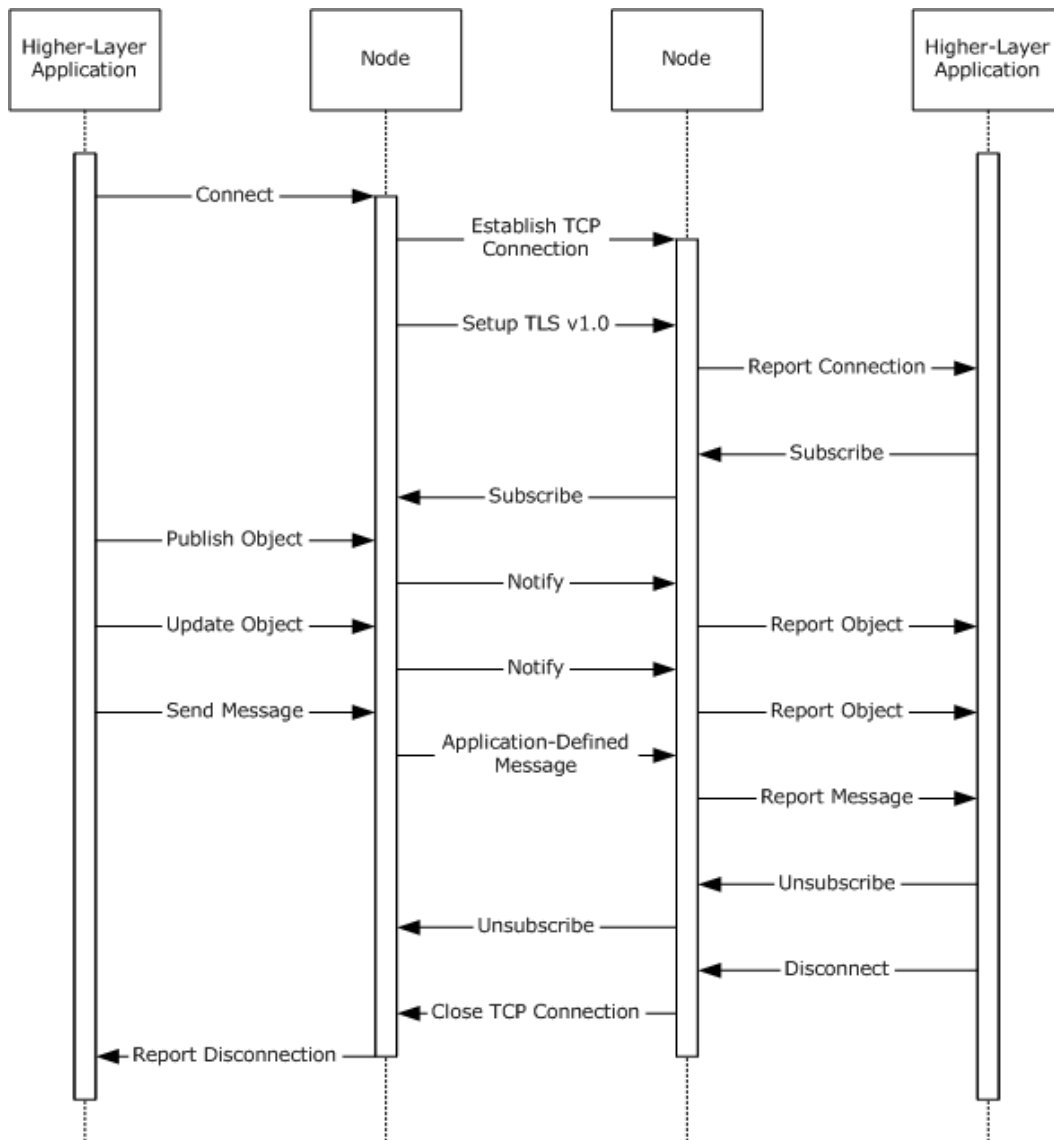 Higher-Layer
Application
Node
Node
Higher-Layer
Application
Connect
Establish TCP
Connection
Setup TLS v1.0
Report Connection
Subscribe
Subscribe
Publish Object
Notify
Update Object
Report Object
Notify
Send Message
Report Object
Application-Defined
Message
Report Message
Unsubscribe
Unsubscribe
Disconnect
Close TCP Connection
Report Disconnection